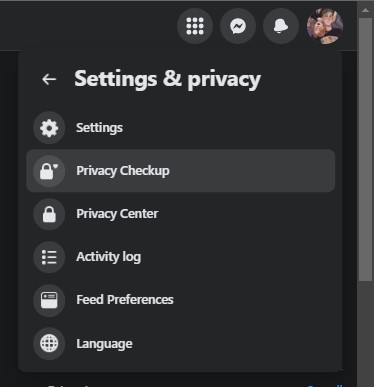 Settings & privacy
Settings
Privacy Checkup
Privacy Center
Activity log
Feed Preferences
Language